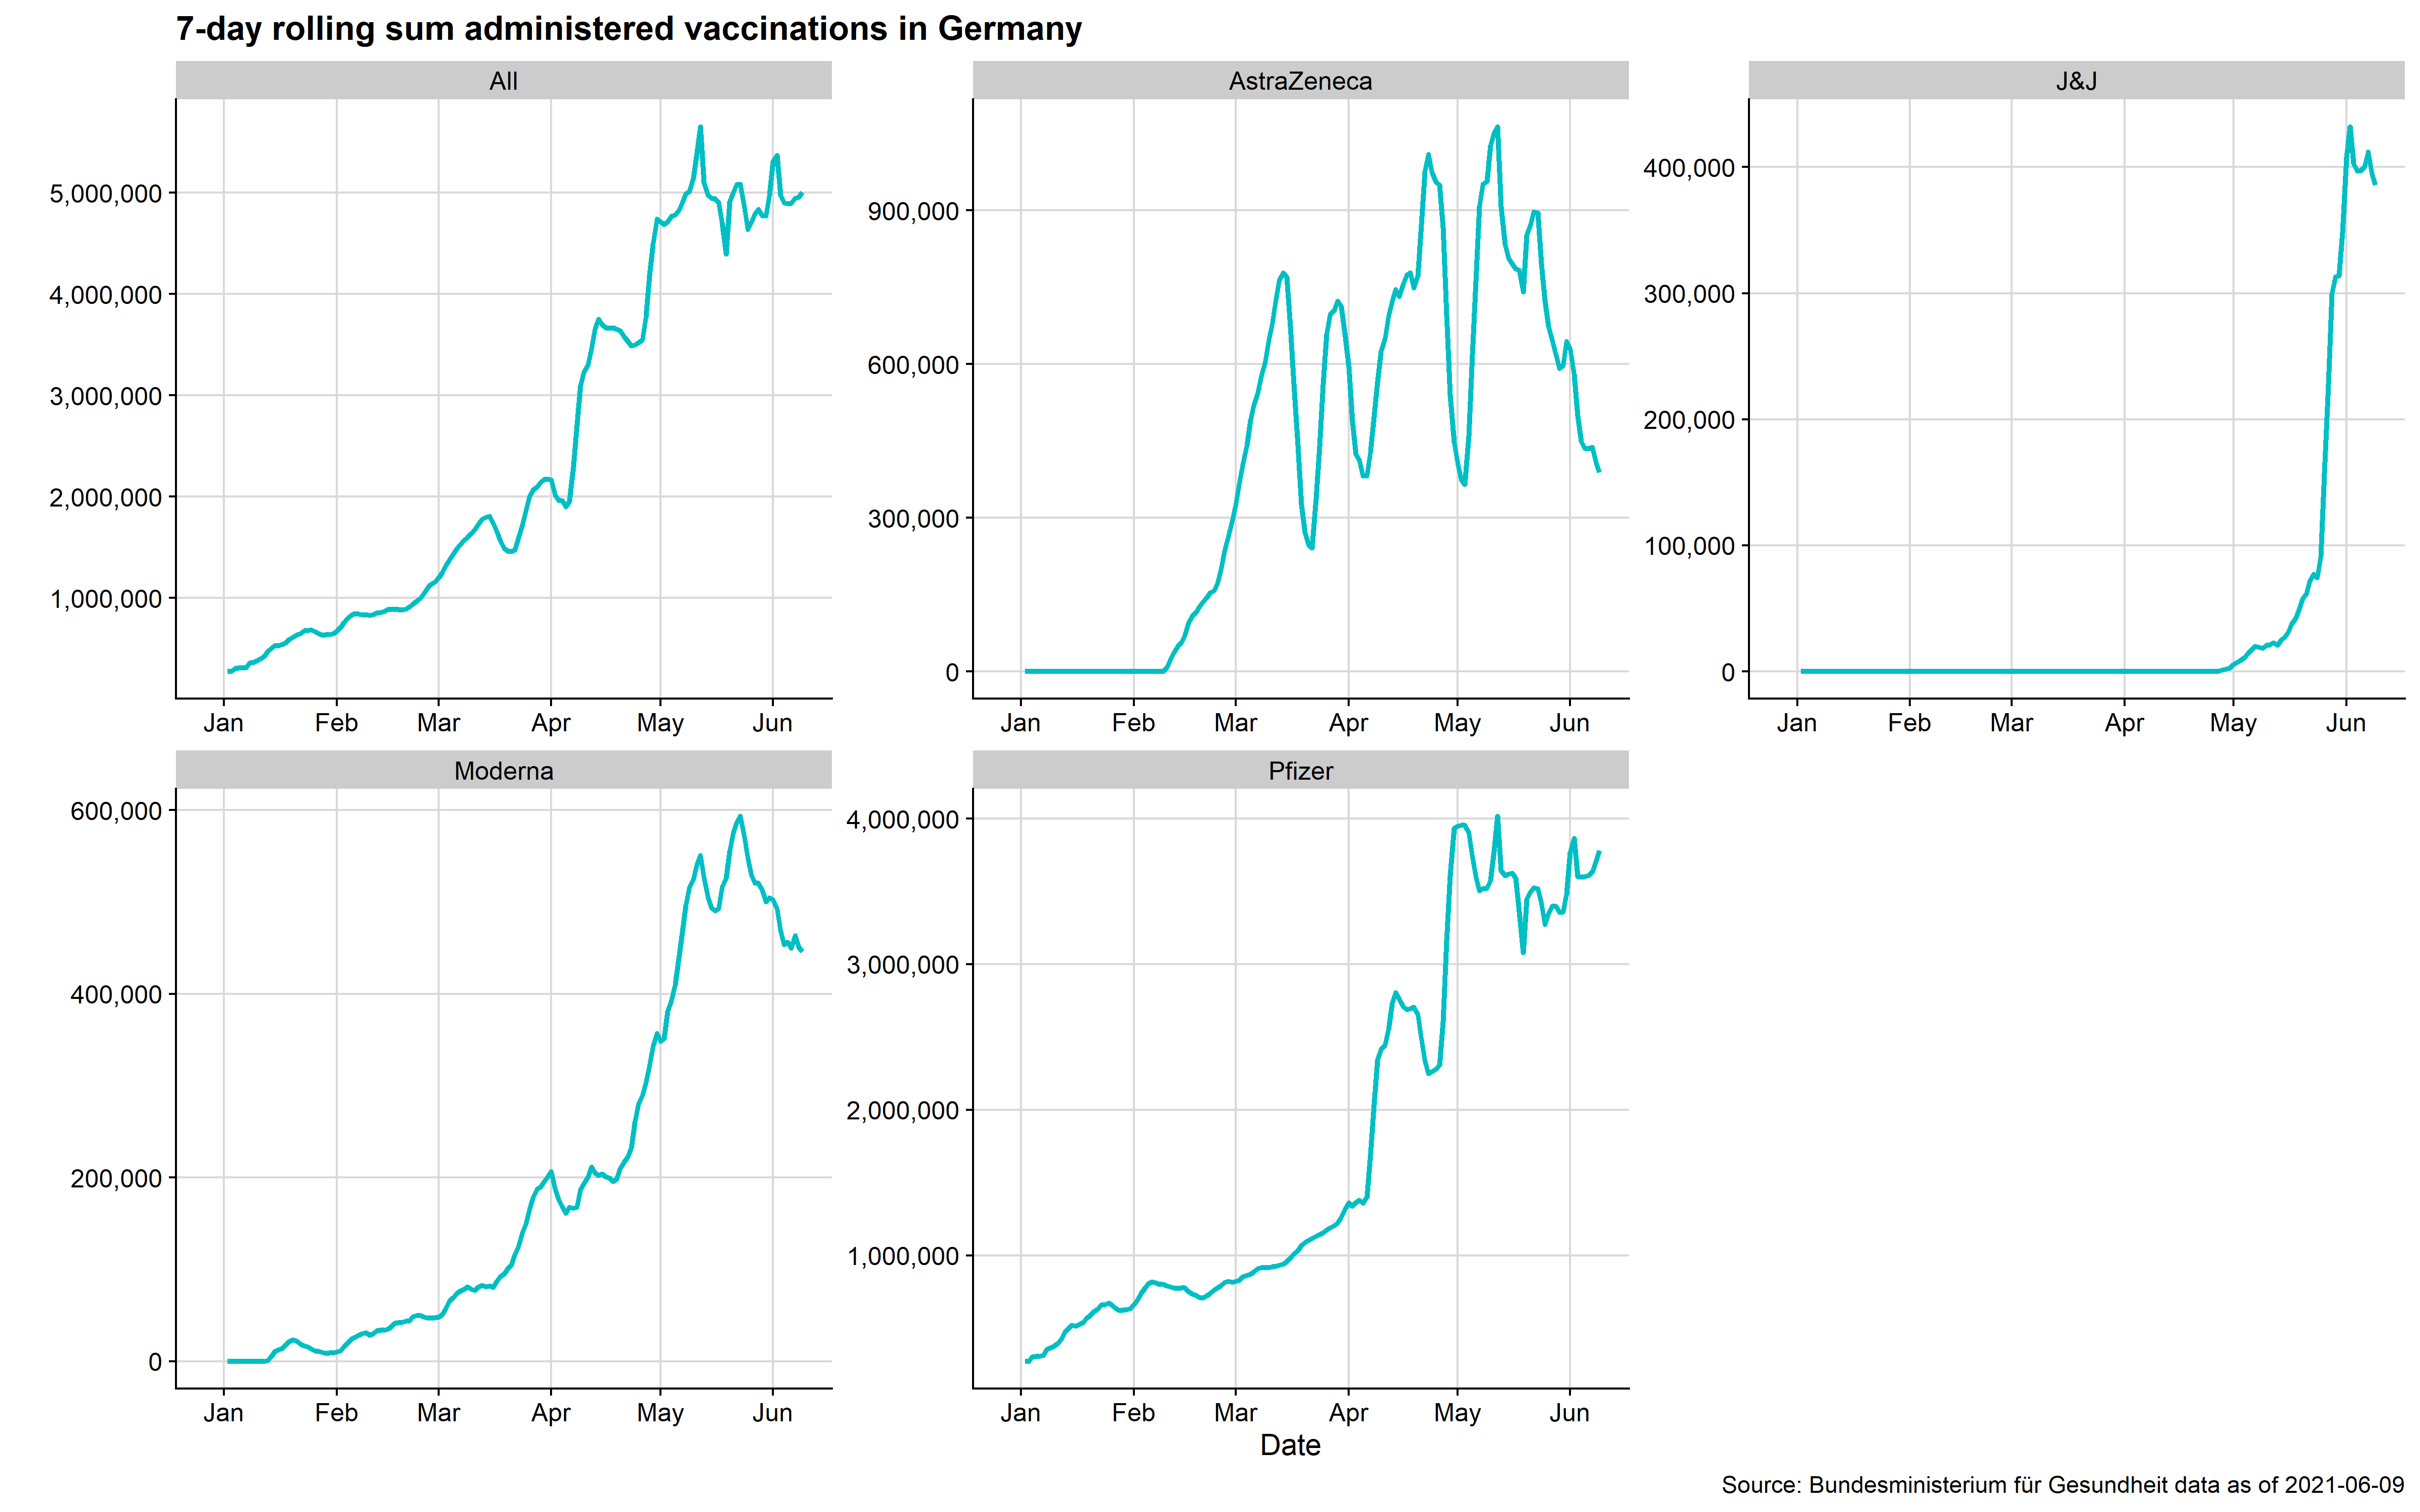 7-day rolling sum administered vaccinations in Germany
All
5,000,000
4,000,000
3,000,000
2,000,000
1,000,000
Jan Feb Mar Apr May Jun
AstraZeneca
900,000
600,000
300,000
0
Jan Feb Mar Apr May Jun
J&J
400,000
300,000
200,000
100,000
0
Jan Feb Mar Apr May Jun
Moderna
600,000
400,000
200,000
0
Jan Feb Mar Apr May Jun
Pfizer
4,000,000
3,000,000
2,000,000
1,000,000
Jan Feb Mar Apr May Jun
Date
Source: Bundesministerium für Gesundheit data as of 2021-06-09